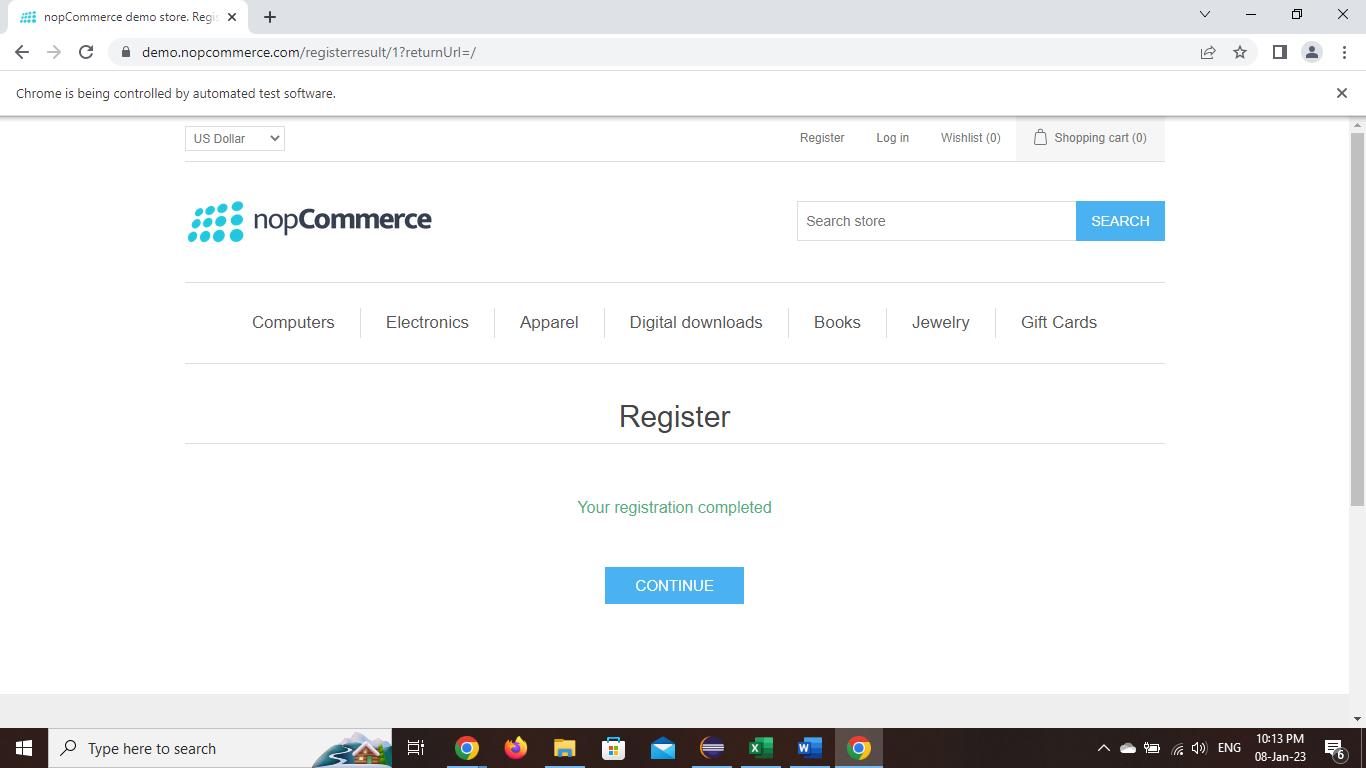 nopCommerce demo store. Regis
demo.nopcommerce.com/registerresult/1?returnUrl=/
Chrome is being controlled by automated test software.
US Dollar
Register
Log in
Wishlist (0)
Shopping cart (0)
nopCommerce
Search store
SEARCH
Computers
Electronics
Apparel
Digital downloads
Books
Jewelry
Gift Cards
Register
Your registration completed
CONTINUE
Type here to search
ENG
10:13 PM
08-Jan-23
6